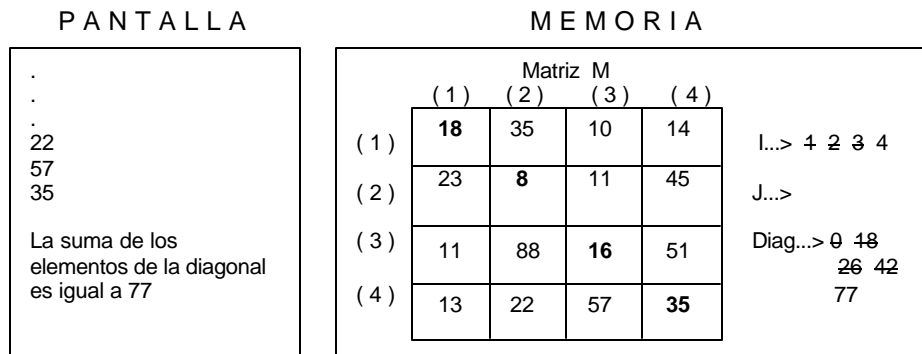 P A N T A L L A
M E M O R I A
.
.
.
22
57
35
La suma de los
elementos de la diagonal
es igual a 77
Matriz M
( 1 ) ( 2 ) ( 3 ) ( 4 )
( 1 ) 18 35 10 14
( 2 ) 23 8 11 45
( 3 ) 11 88 16 51
( 4 ) 13 22 57 35
I...> 1 2 3 4
J...>
Diag...> 0 18
26 42
77